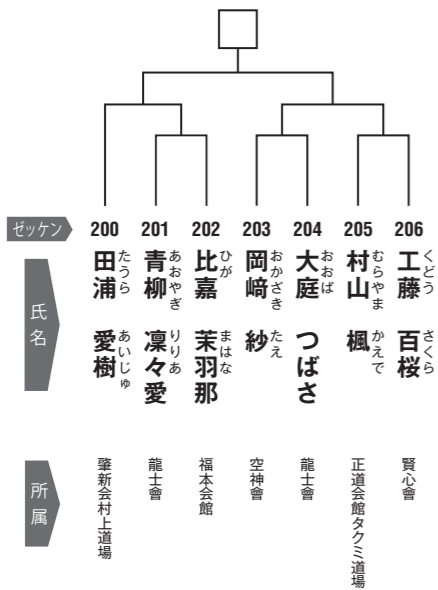 ゼッケン
200 201 202 203 204 205 206
氏名
田浦 愛樹
たうら あいじゅ
青柳 凜々愛
あおやぎ りりあ
比嘉 茉羽那
ひが まはな
岡﨑 紗
おかざき たえ
大庭 つばさ
おおば
村山 楓
むらやま かえで
工藤 百桜
くどう さくら
所属
肇新会村上道場
龍士會
福本会館
空神會
龍士會
正道会館タクミ道場
賢心會